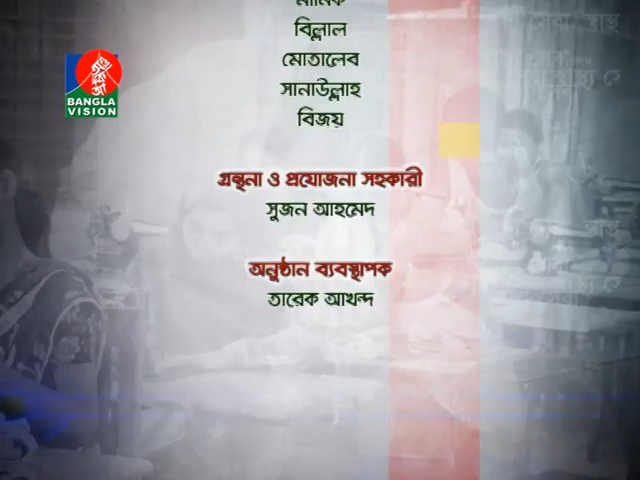 মানিক
বিল্লাল
মোতালেব
সানাউল্লাহ
বিজয়
গ্রন্থনা ও প্রযোজনা সহকারী
সুজন আহমেদ
অনুষ্ঠান ব্যবস্থাপক
তারেক আখন্দ
BANGLA
VISION